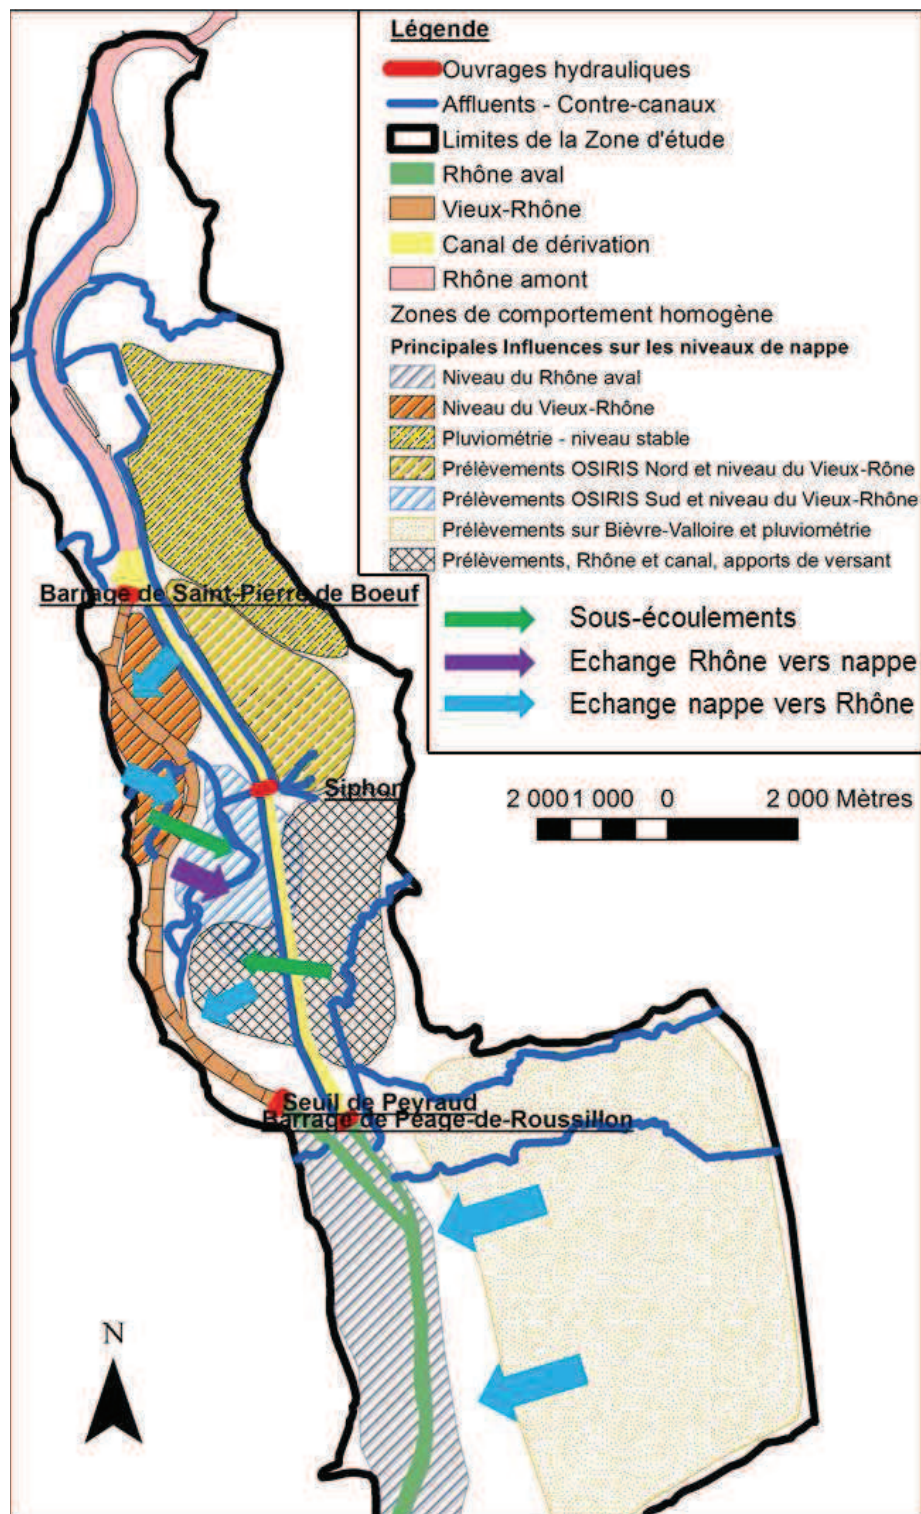 Légende
Ouvrages hydrauliques
Affluents - Contre-canaux
Limites de la Zone d'étude
Rhône aval
Vieux-Rhône
Canal de dérivation
Rhône amont
Zones de comportement homogène
Principales Influences sur les niveaux de nappe
Niveau du Rhône aval
Niveau du Vieux-Rhône
Pluviométrie - niveau stable
Prélèvements OSIRIS Nord et niveau du Vieux-Rône
Prélèvements OSIRIS Sud et niveau du Vieux-Rhône
Prélèvements sur Bièvre-Valloire et pluviométrie
Prélèvements, Rhône et canal, apports de versant
Sous-écoulements
Echange Rhône vers nappe
Echange nappe vers Rhône
Barrage de Saint-Pierre de Boeuf
Siphon
2 000 1 000 0 2 000 Mètres
Seuil de Peyraud
Barrage de Péage-de-Roussillon
N